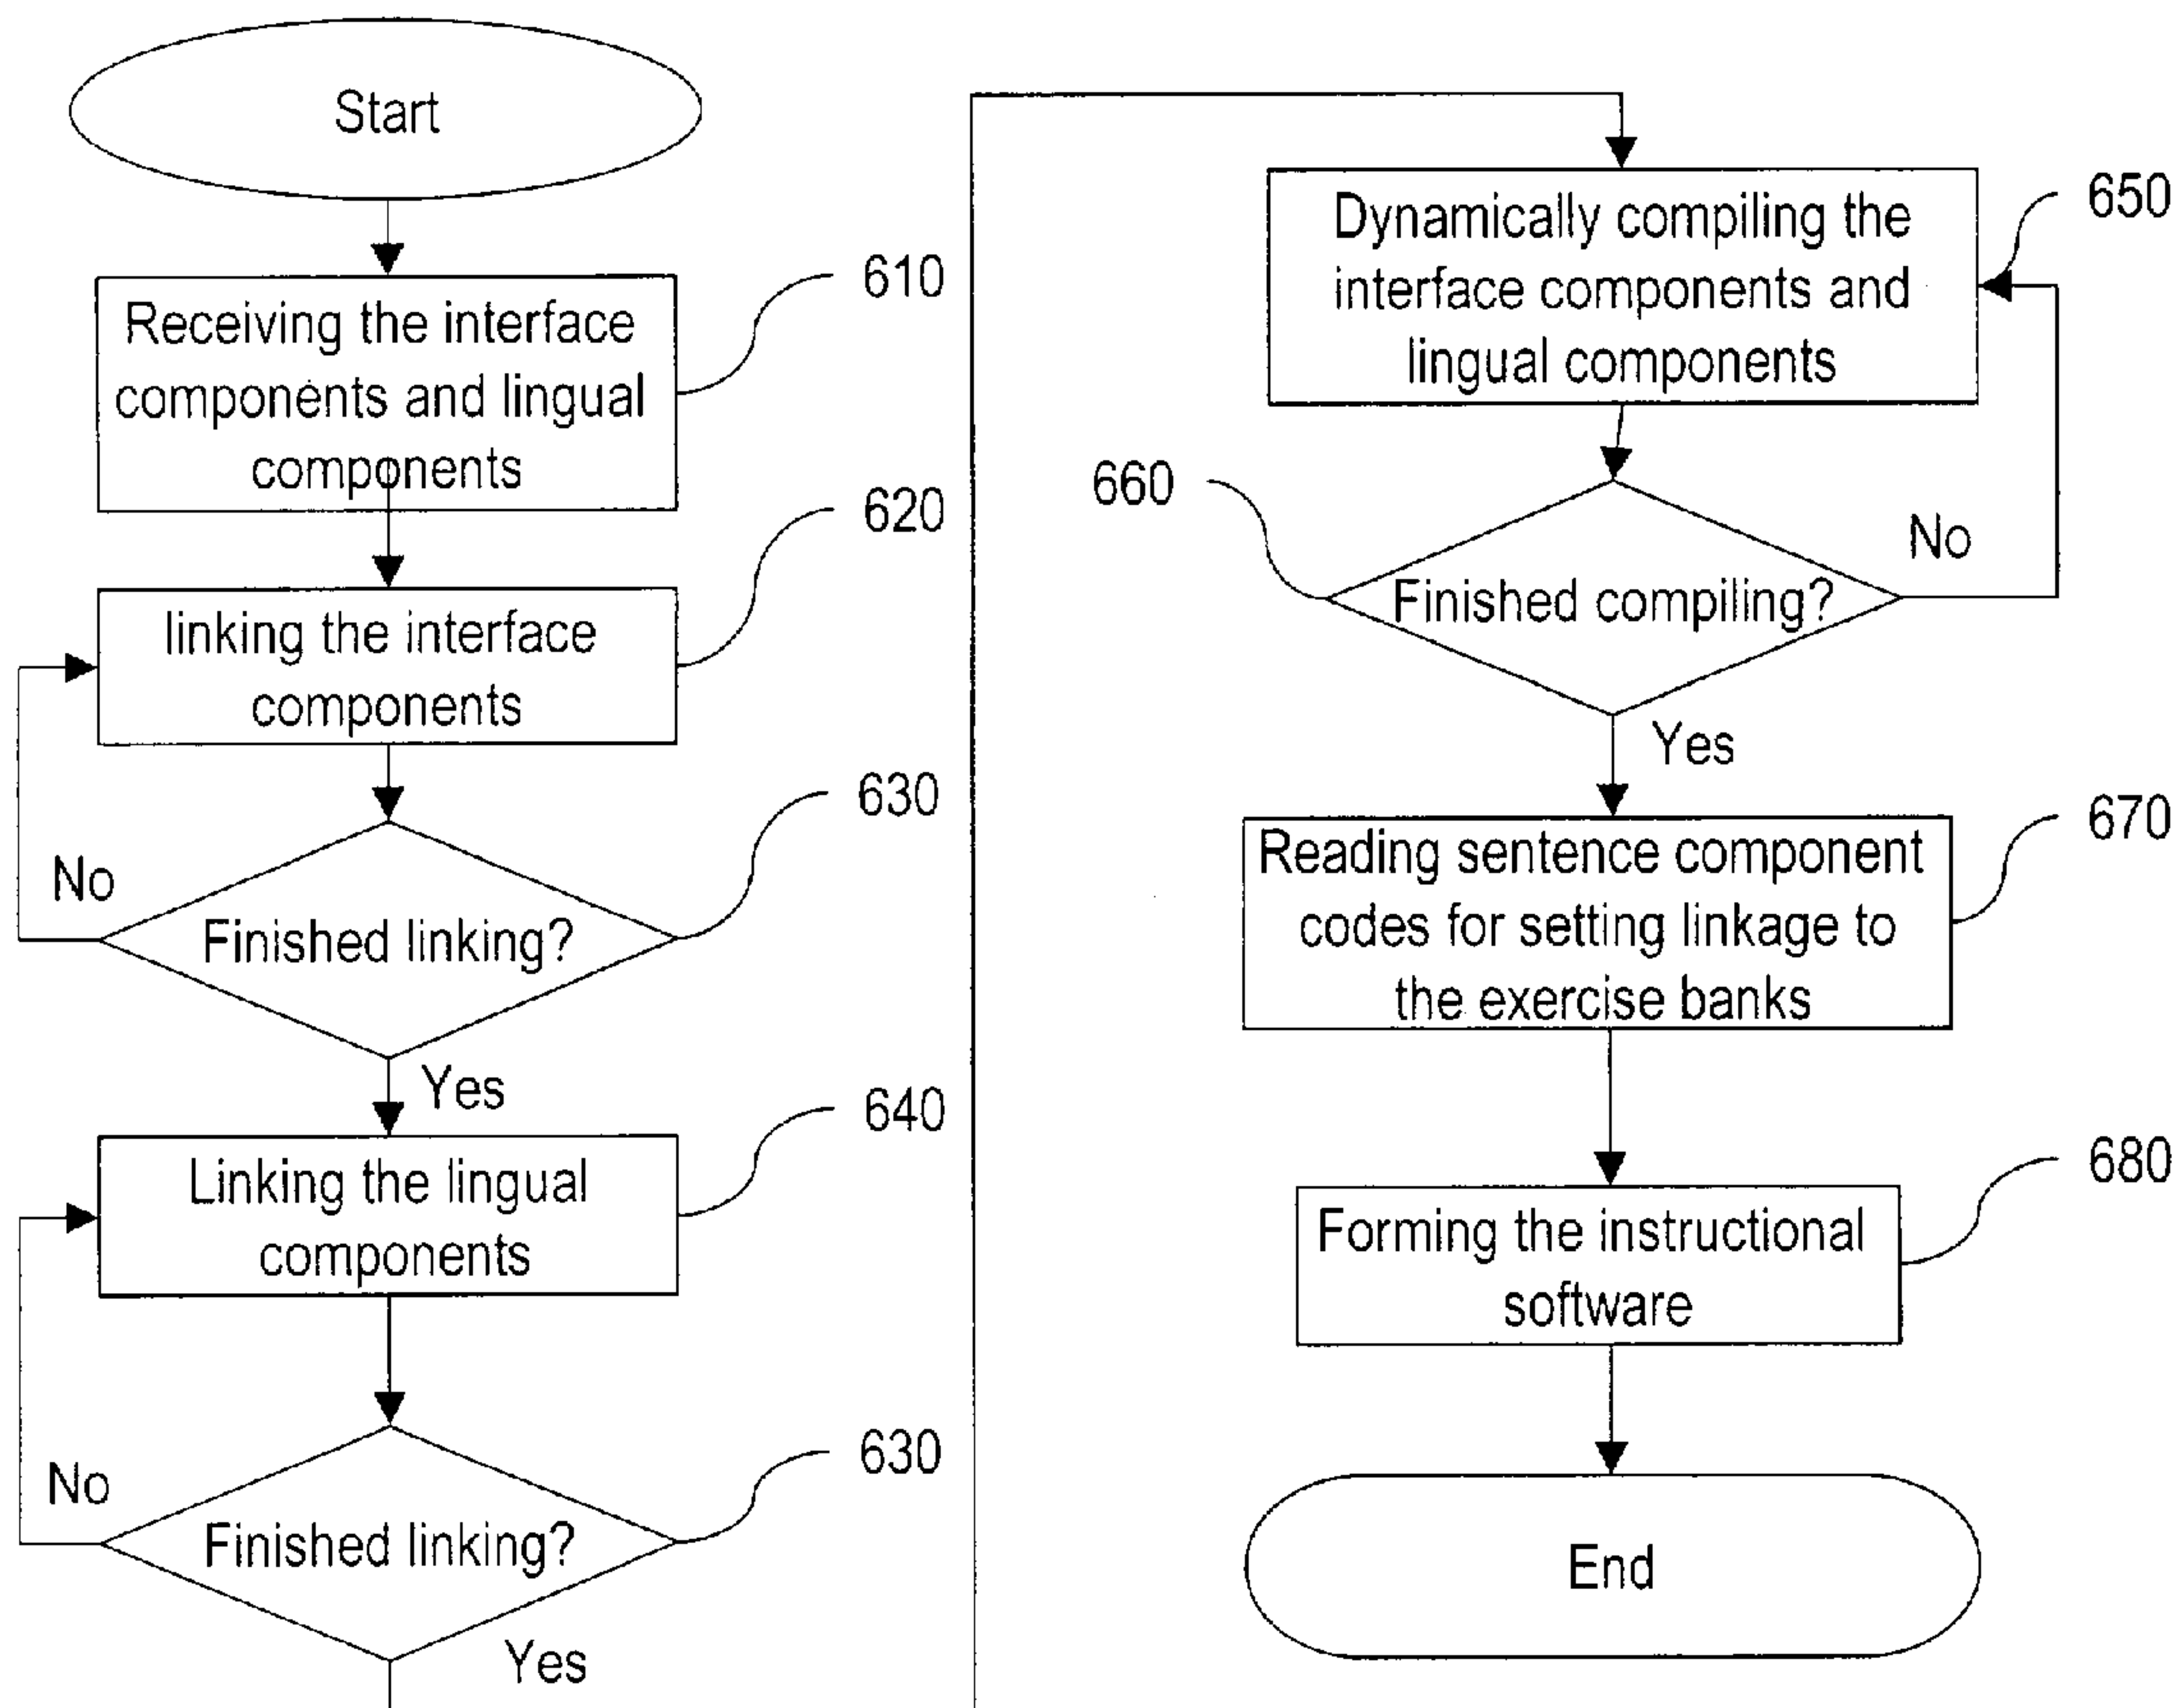 Start
610
Receiving the interface
components and lingual
components
620
linking the interface
components
630
No
Finished linking?
Yes
640
Linking the lingual
components
630
No
Finished linking?
Yes
650
Dynamically compiling the
interface components and
lingual components
660
No
Finished compiling?
Yes
670
Reading sentence component
codes for setting linkage to
the exercise banks
680
Forming the instructional
software
End